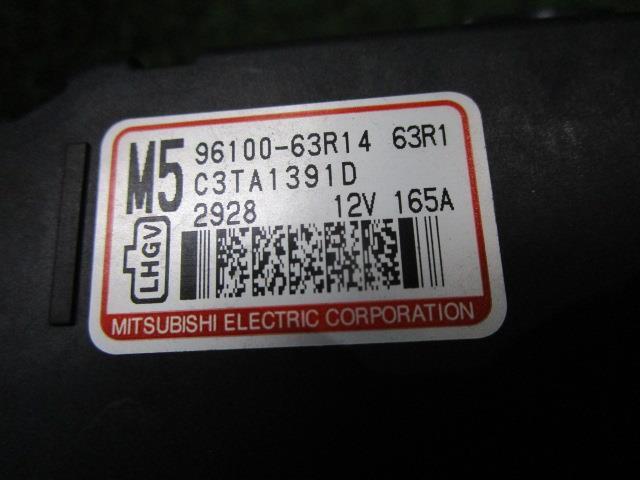 M5 96100-63R14 63R1
C3TA1391D
2928 12V 165A
LHGV
MITSUBISHI ELECTRIC CORPORATION